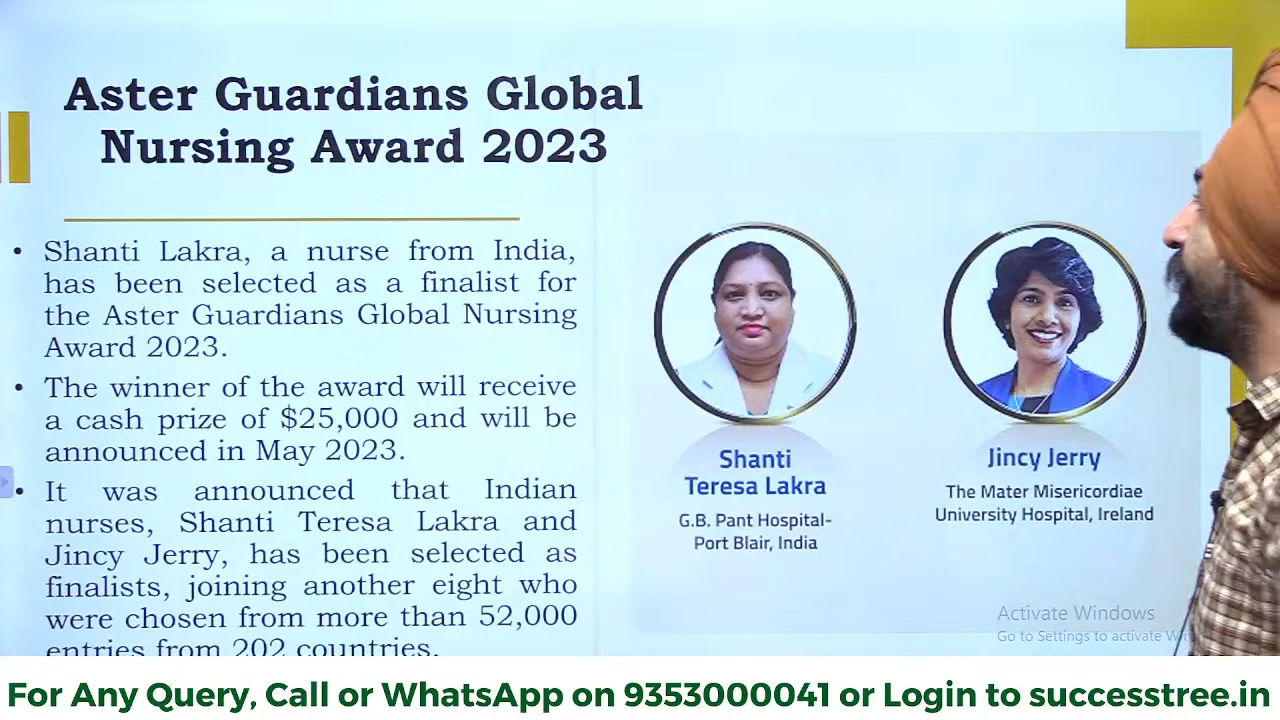 Aster Guardians Global
Nursing Award 2023
• Shanti Lakra, a nurse from India,
has been selected as a finalist for
the Aster Guardians Global Nursing
Award 2023.
• The winner of the award will receive
a cash prize of $25,000 and will be
announced in May 2023.
• It was announced that Indian
nurses, Shanti Teresa Lakra and
Jincy Jerry, has been selected as
finalists, joining another eight who
were chosen from more than 52,000
entries from 202 countries.
Shanti
Teresa Lakra
G.B. Pant Hospital-
Port Blair, India
Jincy Jerry
The Mater Misericordiae
University Hospital, Ireland
Activate Windows
Go to Settings to activate
For Any Query, Call or WhatsApp on 9353000041 or Login to successtree.in